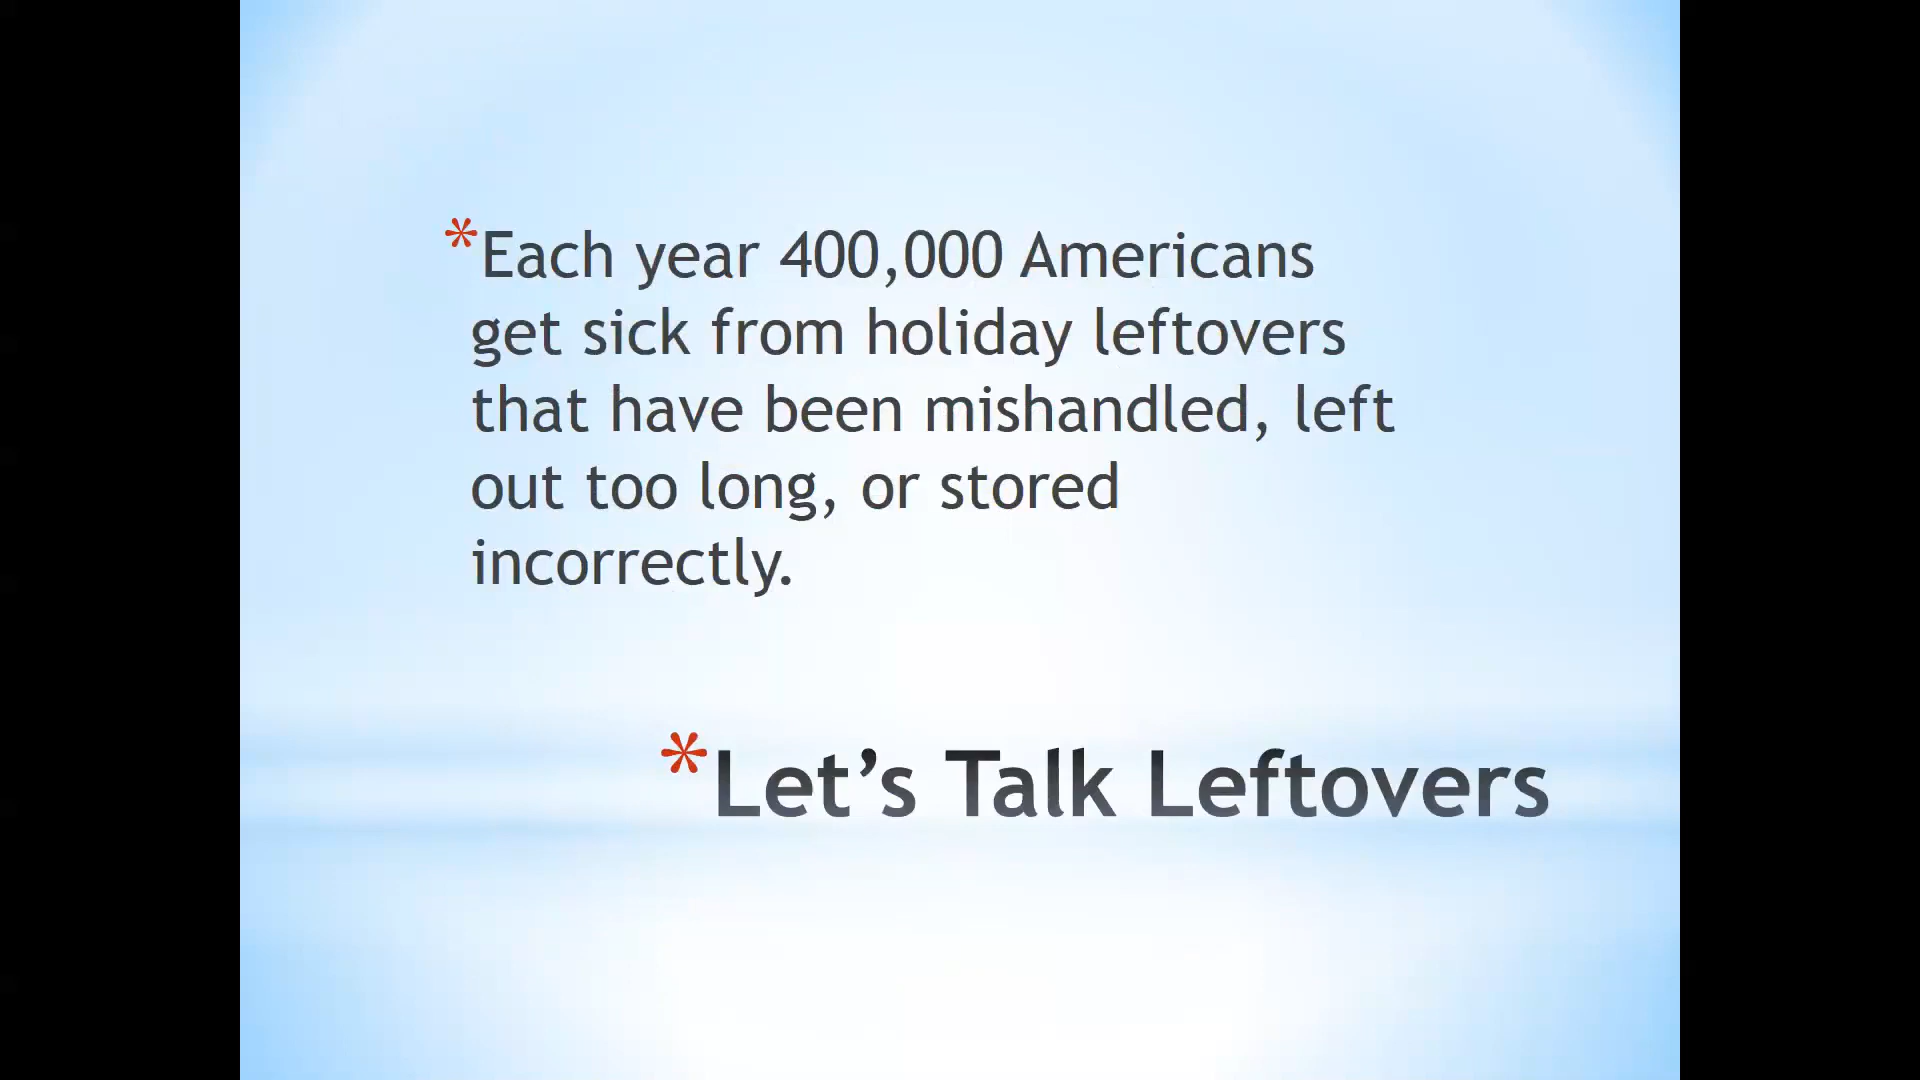 *Each year 400,000 Americans
get sick from holiday leftovers
that have been mishandled, left
out too long, or stored
incorrectly.
*Let’s Talk Leftovers